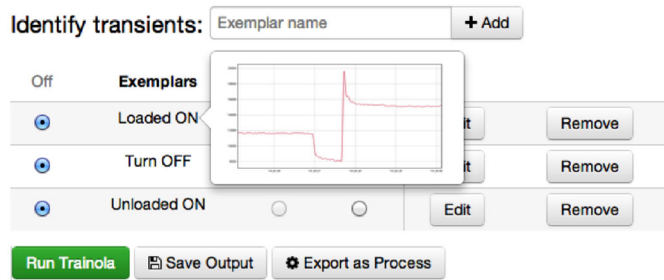 Identify transients: Exemplar name + Add
Off Exemplars
Loaded ON it Remove
Turn OFF it Remove
Unloaded ON Edit Remove
Run Trainola Save Output Export as Process